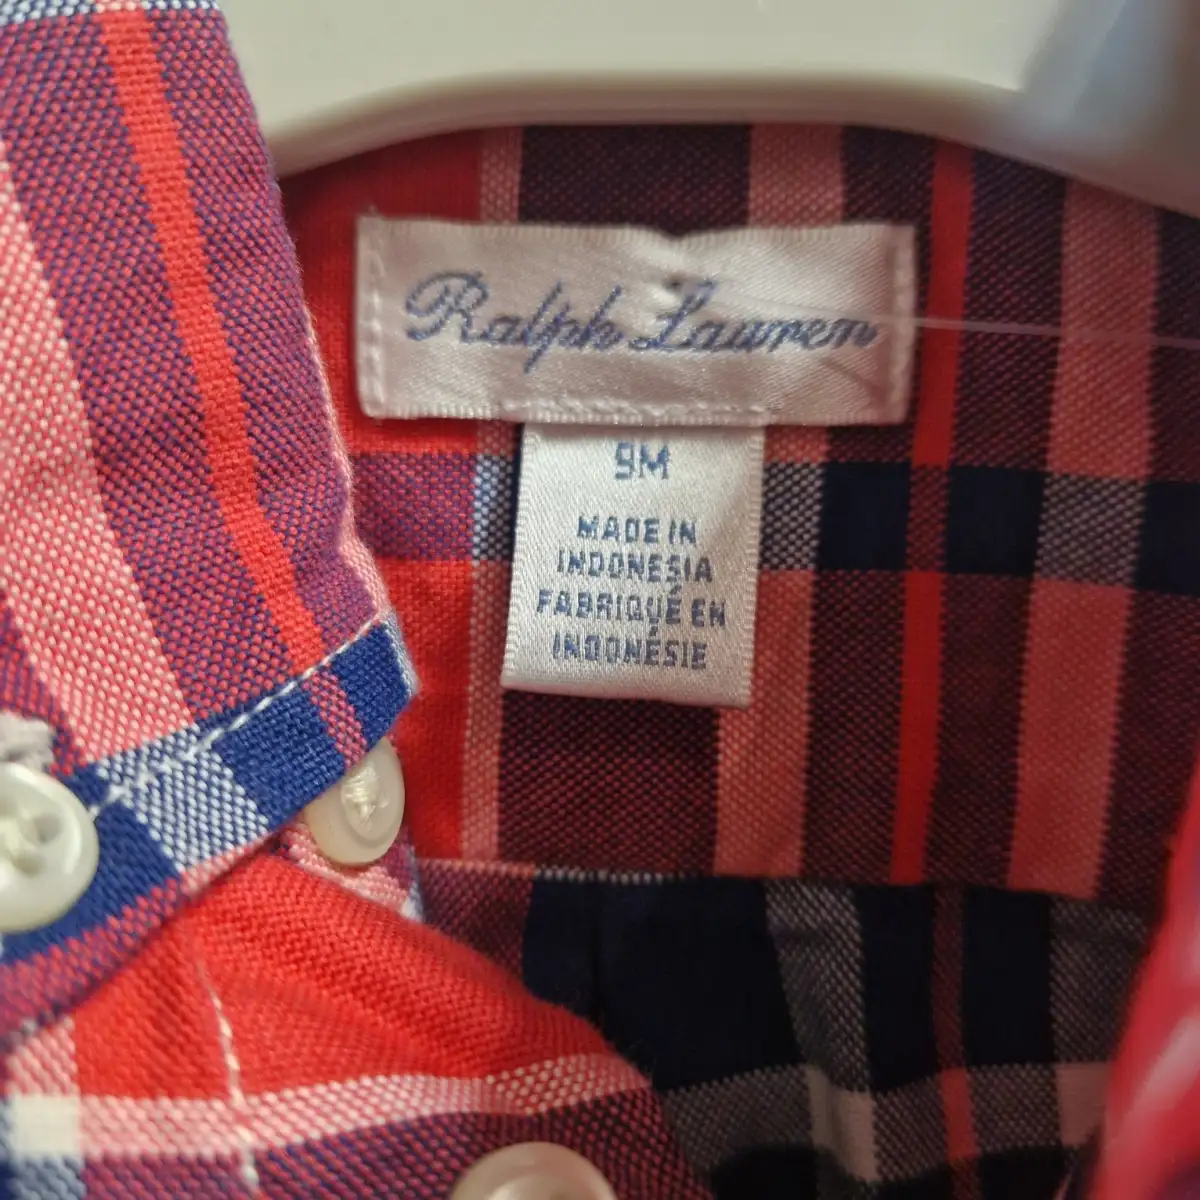 Ralph Lauren
9M
MADE IN
INDONESIA
FABRIQUÉ EN
INDONÉSIE